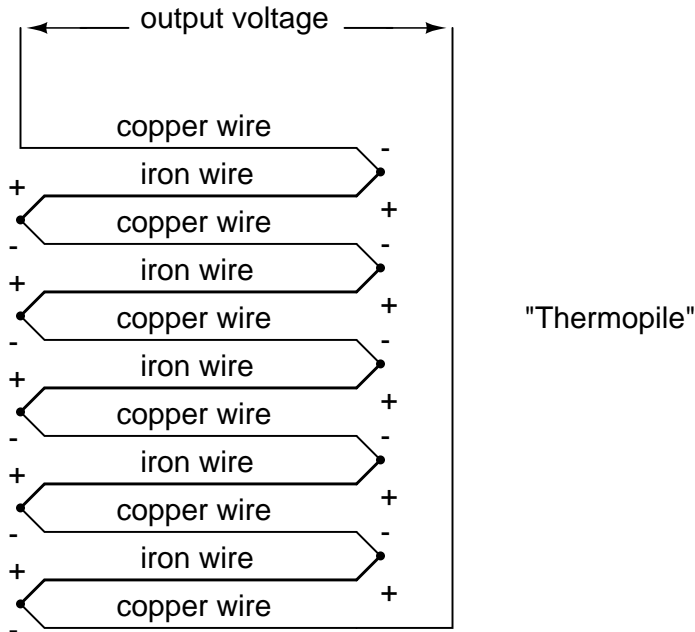 output voltage
copper wire
-
iron wire
+
+
copper wire
-
-
iron wire
+
+
copper wire
-
-
iron wire
+
+
copper wire
-
-
iron wire
+
+
copper wire
-
-
iron wire
+
+
copper wire
-
"Thermopile"